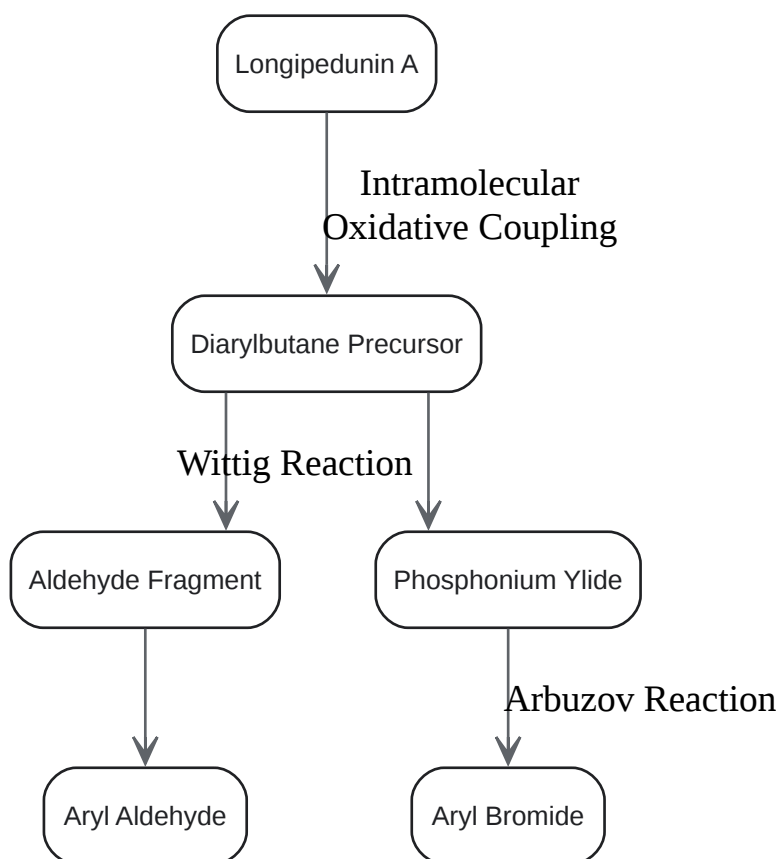 Longipedunin A
Intramolecular
Oxidative Coupling
Diarylbutane Precursor
Wittig Reaction
Aldehyde Fragment
Phosphonium Ylide
Arbuzov Reaction
Aryl Aldehyde
Aryl Bromide